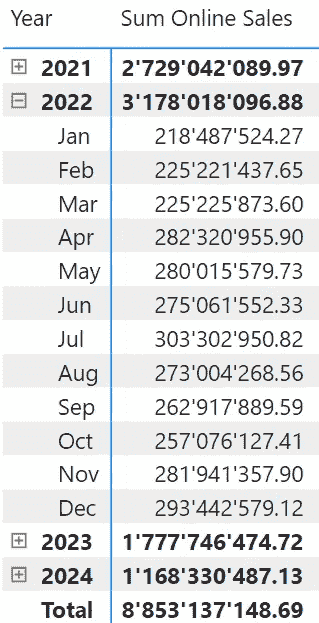 Year Sum Online Sales
2021 2'729'042'089.97
2022 3'178'018'096.88
Jan 218'487'524.27
Feb 225'221'437.65
Mar 225'225'873.60
Apr 282'320'955.90
May 280'015'579.73
Jun 275'061'552.33
Jul 303'302'950.82
Aug 273'004'268.56
Sep 262'917'889.59
Oct 257'076'127.41
Nov 281'941'357.90
Dec 293'442'579.12
2023 1'777'746'474.72
2024 1'168'330'487.13
Total 8'853'137'148.69